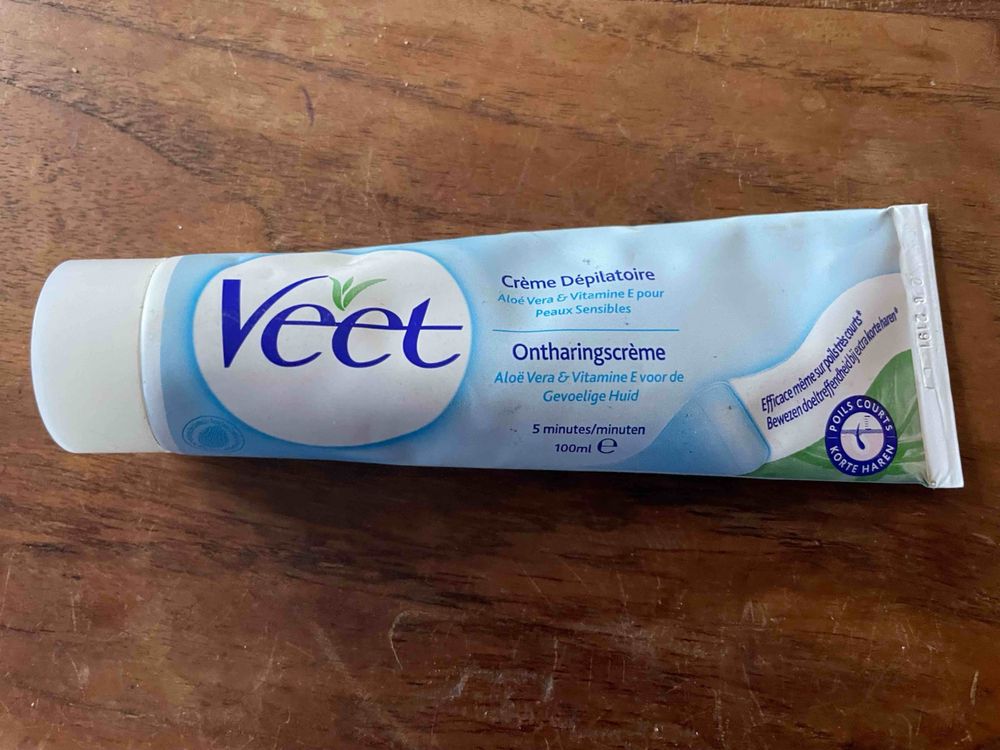 Veet
Crème Dépilatoire
Aloé Vera & Vitamine E pour
Peaux Sensibles
Ontharingscrème
Aloë Vera & Vitamine E voor de
Gevoelige Huid
5 minutes/minuten
100ml e
Efficace même sur poils très courts*
Bewezen doeltreffendheid bij extra korte haren*
POILS COURTS
KORTE HAREN